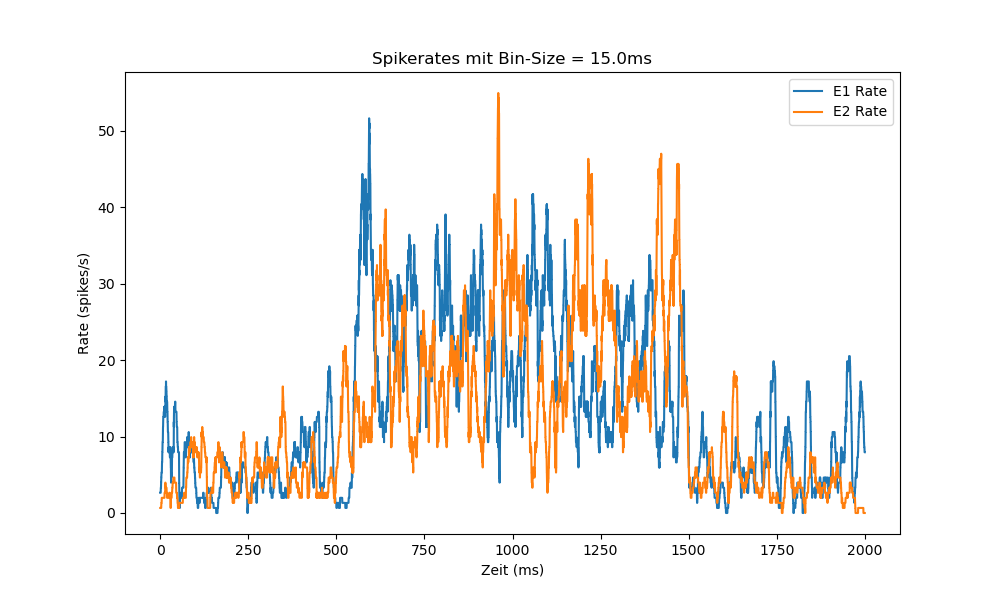 Spikerates mit Bin-Size = 15.0ms
E1 Rate
E2 Rate
Rate (spikes/s)
50
40
30
20
10
0
0 250 500 750 1000 1250 1500 1750 2000
Zeit (ms)